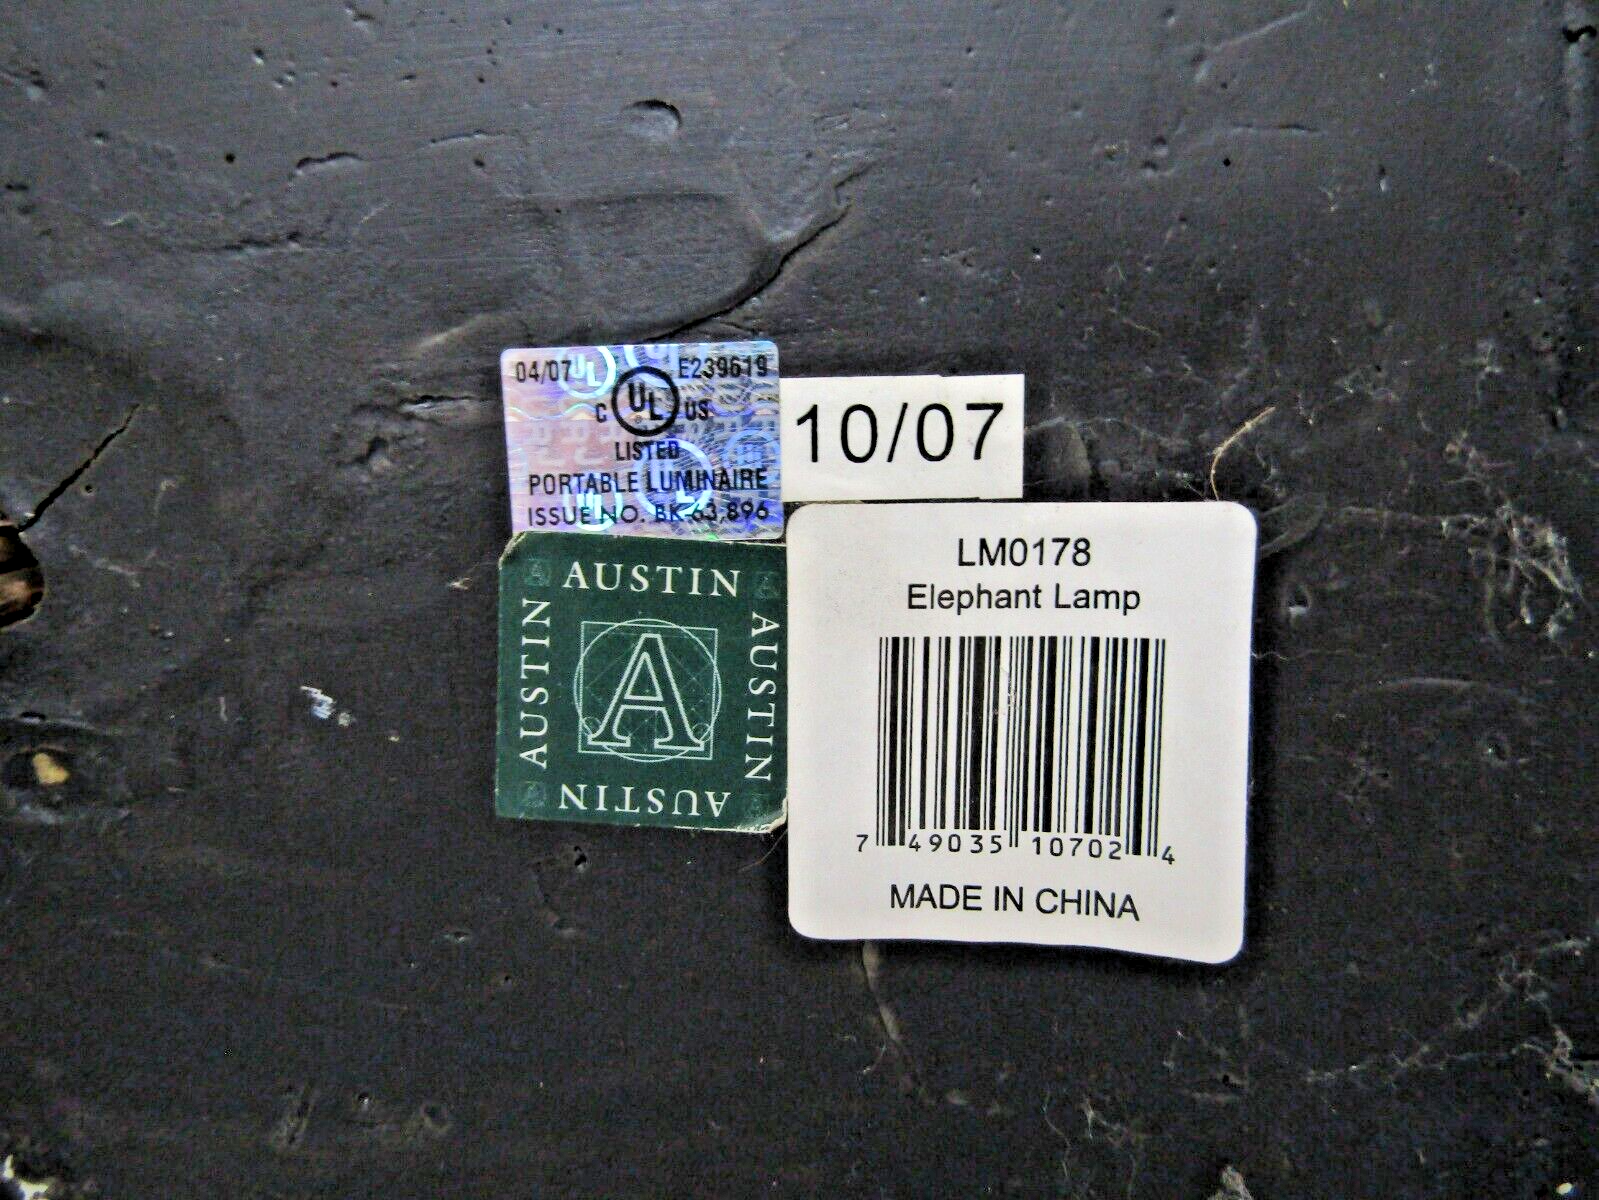 04/07 E239619
C UL US
LISTED
PORTABLE LUMINAIRE
ISSUE NO. BK-63,896
10/07
AUSTIN
AUSTIN
A
AUSTIN
AUSTIN
LM0178
Elephant Lamp
7 49035 10702 4
MADE IN CHINA